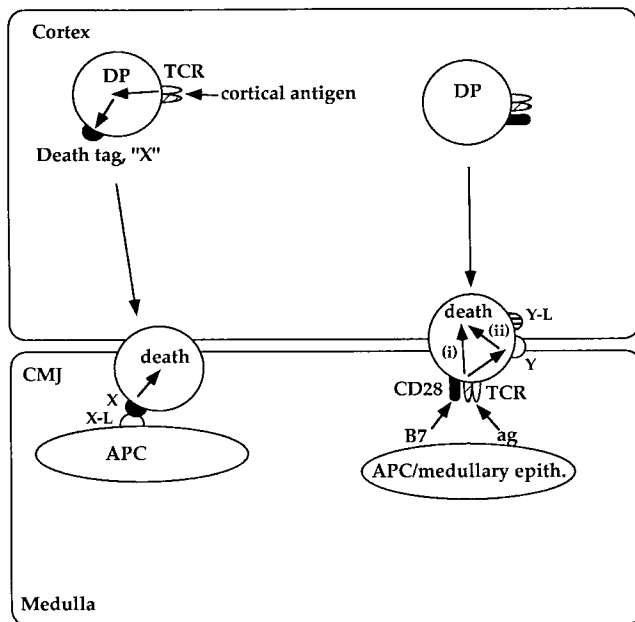 Cortex
DP
TCR
cortical antigen
Death tag, "X"
DP
death
(i)
(ii)
Y-L
Y
CD28
TCR
B7
ag
APC/medullary epith.
CMJ
death
X
X-L
APC
Medulla